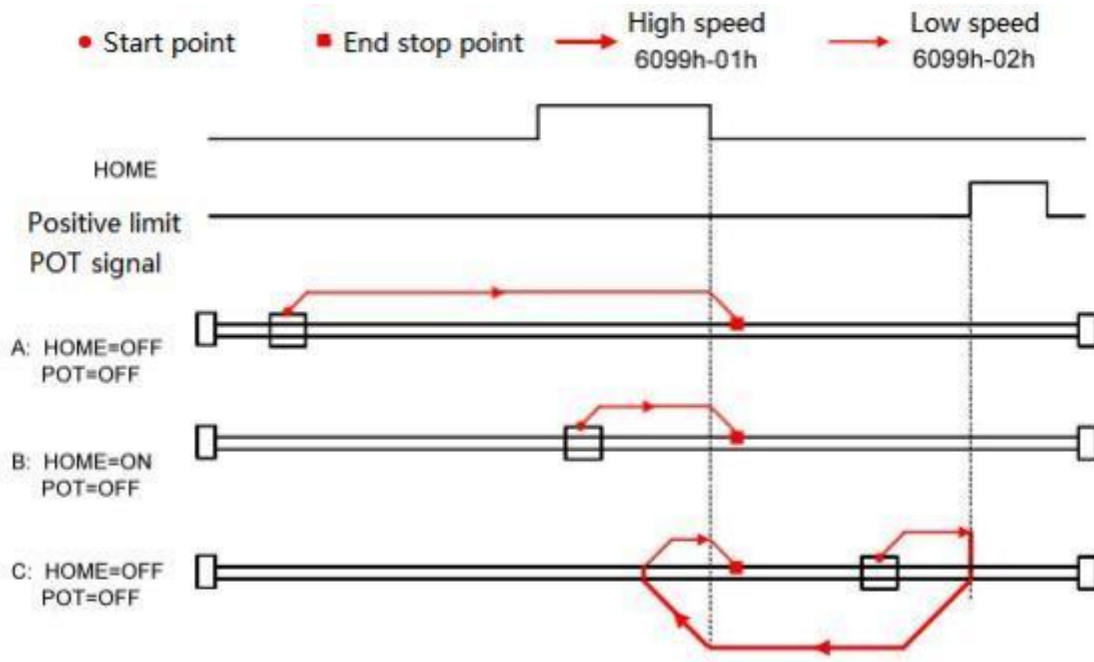 Start point
End stop point
High speed
6099h-01h
Low speed
6099h-02h
HOME
Positive limit
POT signal
A: HOME=OFF
POT=OFF
B: HOME=ON
POT=OFF
C: HOME=OFF
POT=OFF